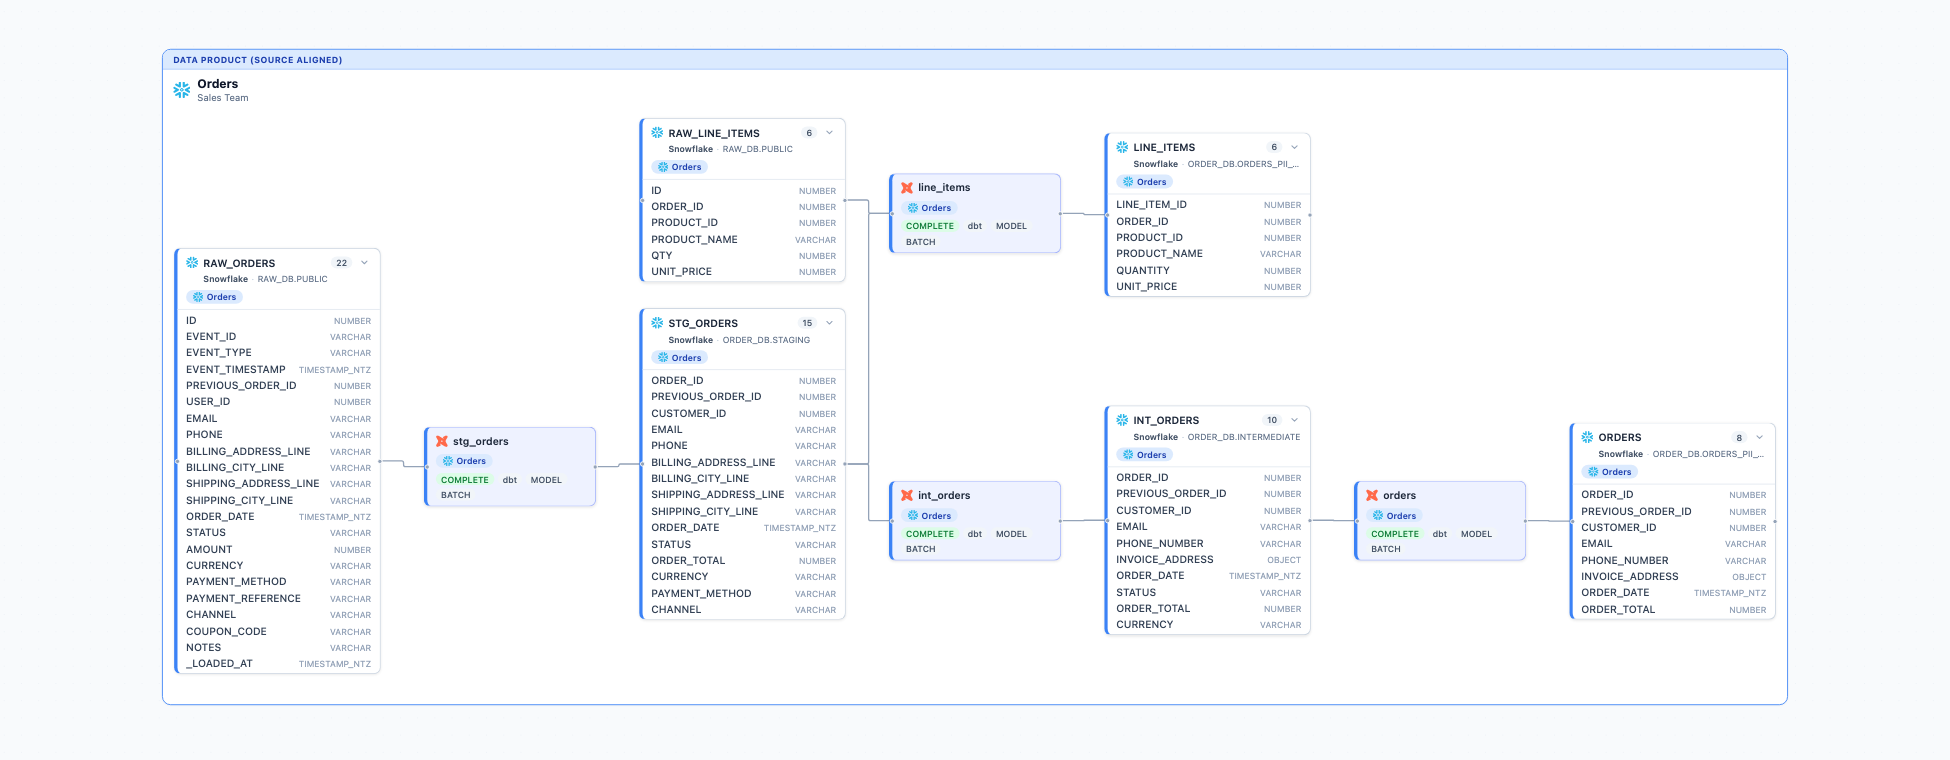 DATA PRODUCT (SOURCE ALIGNED)
Orders
Sales Team
RAW_ORDERS 22
Snowflake · RAW_DB.PUBLIC
Orders
ID NUMBER
EVENT_ID VARCHAR
EVENT_TYPE VARCHAR
EVENT_TIMESTAMP TIMESTAMP_NTZ
PREVIOUS_ORDER_ID NUMBER
USER_ID NUMBER
EMAIL VARCHAR
PHONE VARCHAR
BILLING_ADDRESS_LINE VARCHAR
BILLING_CITY_LINE VARCHAR
SHIPPING_ADDRESS_LINE VARCHAR
SHIPPING_CITY_LINE VARCHAR
ORDER_DATE TIMESTAMP_NTZ
STATUS VARCHAR
AMOUNT NUMBER
CURRENCY VARCHAR
PAYMENT_METHOD VARCHAR
PAYMENT_REFERENCE VARCHAR
CHANNEL VARCHAR
COUPON_CODE VARCHAR
NOTES VARCHAR
_LOADED_AT TIMESTAMP_NTZ
stg_orders
Orders
COMPLETE dbt MODEL
BATCH
RAW_LINE_ITEMS 6
Snowflake · RAW_DB.PUBLIC
Orders
ID NUMBER
ORDER_ID NUMBER
PRODUCT_ID NUMBER
PRODUCT_NAME VARCHAR
QTY NUMBER
UNIT_PRICE NUMBER
STG_ORDERS 15
Snowflake · ORDER_DB.STAGING
Orders
ORDER_ID NUMBER
PREVIOUS_ORDER_ID NUMBER
CUSTOMER_ID NUMBER
EMAIL VARCHAR
PHONE VARCHAR
BILLING_ADDRESS_LINE VARCHAR
BILLING_CITY_LINE VARCHAR
SHIPPING_ADDRESS_LINE VARCHAR
SHIPPING_CITY_LINE VARCHAR
ORDER_DATE TIMESTAMP_NTZ
STATUS VARCHAR
ORDER_TOTAL NUMBER
CURRENCY VARCHAR
PAYMENT_METHOD VARCHAR
CHANNEL VARCHAR
line_items
Orders
COMPLETE dbt MODEL
BATCH
int_orders
Orders
COMPLETE dbt MODEL
BATCH
LINE_ITEMS 6
Snowflake · ORDER_DB.ORDERS_PII_...
Orders
LINE_ITEM_ID NUMBER
ORDER_ID NUMBER
PRODUCT_ID NUMBER
PRODUCT_NAME VARCHAR
QUANTITY NUMBER
UNIT_PRICE NUMBER
INT_ORDERS 10
Snowflake · ORDER_DB.INTERMEDIATE
Orders
ORDER_ID NUMBER
PREVIOUS_ORDER_ID NUMBER
CUSTOMER_ID NUMBER
EMAIL VARCHAR
PHONE_NUMBER VARCHAR
INVOICE_ADDRESS OBJECT
ORDER_DATE TIMESTAMP_NTZ
STATUS VARCHAR
ORDER_TOTAL NUMBER
CURRENCY VARCHAR
orders
Orders
COMPLETE dbt MODEL
BATCH
ORDERS 8
Snowflake · ORDER_DB.ORDERS_PII_...
Orders
ORDER_ID NUMBER
PREVIOUS_ORDER_ID NUMBER
CUSTOMER_ID NUMBER
EMAIL VARCHAR
PHONE_NUMBER VARCHAR
INVOICE_ADDRESS OBJECT
ORDER_DATE TIMESTAMP_NTZ
ORDER_TOTAL NUMBER